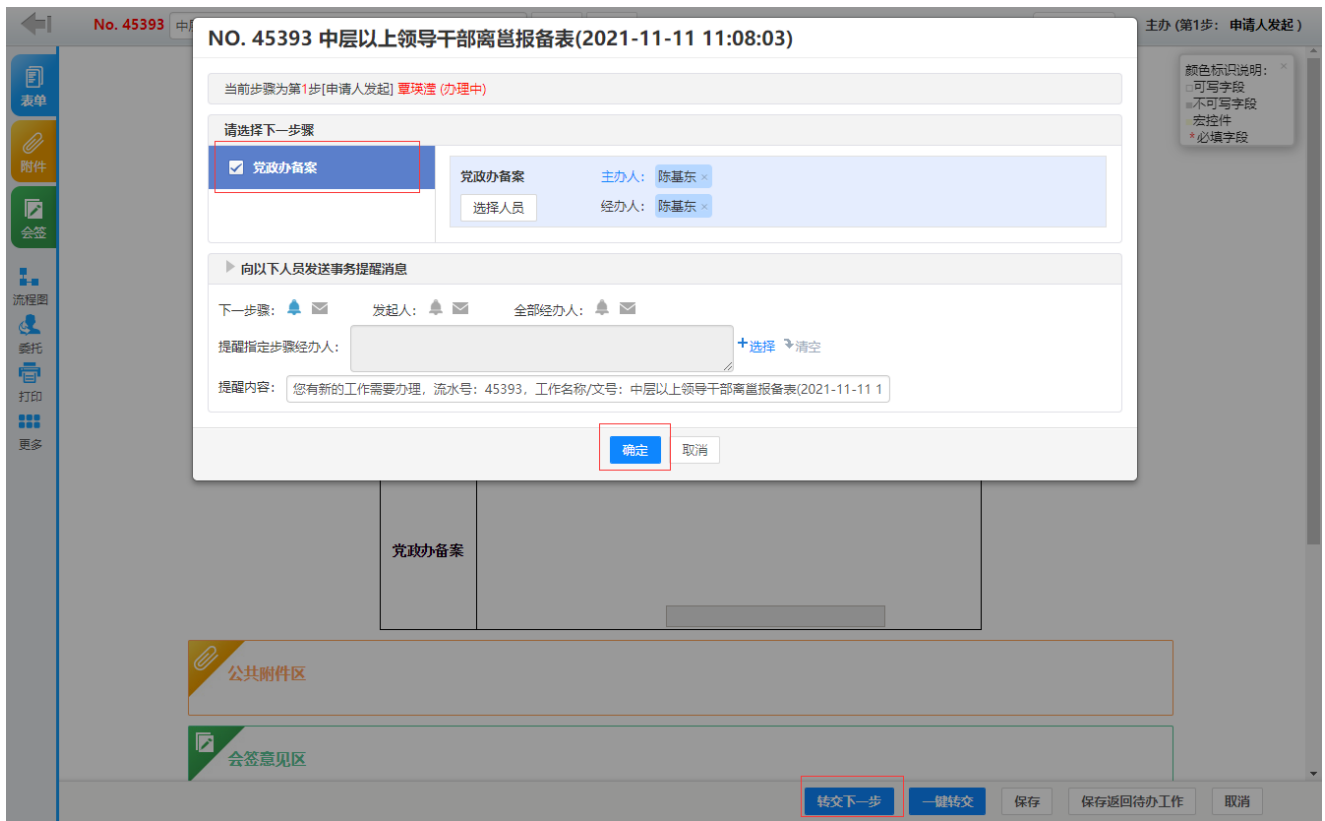 No. 45393
主办 (第1步： 申请人发起 )
NO. 45393 中层以上领导干部离邕报备表(2021-11-11 11:08:03)
当前步骤为第1步[申请人发起] 覃瑛滢 (办理中)
请选择下一步骤
党政办备案
党政办备案 主办人： 陈基东 ×
选择人员 经办人： 陈基东 ×
向以下人员发送事务提醒消息
下一步骤： 发起人： 全部经办人：
提醒指定步骤经办人： +选择 清空
提醒内容： 您有新的工作需要办理，流水号：45393，工作名称/文号：中层以上领导干部离邕报备表(2021-11-11 1
确定 取消
表单
附件
会签
流程图
委托
打印
更多
颜色标识说明： ×
可写字段
不可写字段
宏控件
*必填字段
党政办备案
公共附件区
会签意见区
转交下一步 一键转交 保存 保存返回待办工作 取消